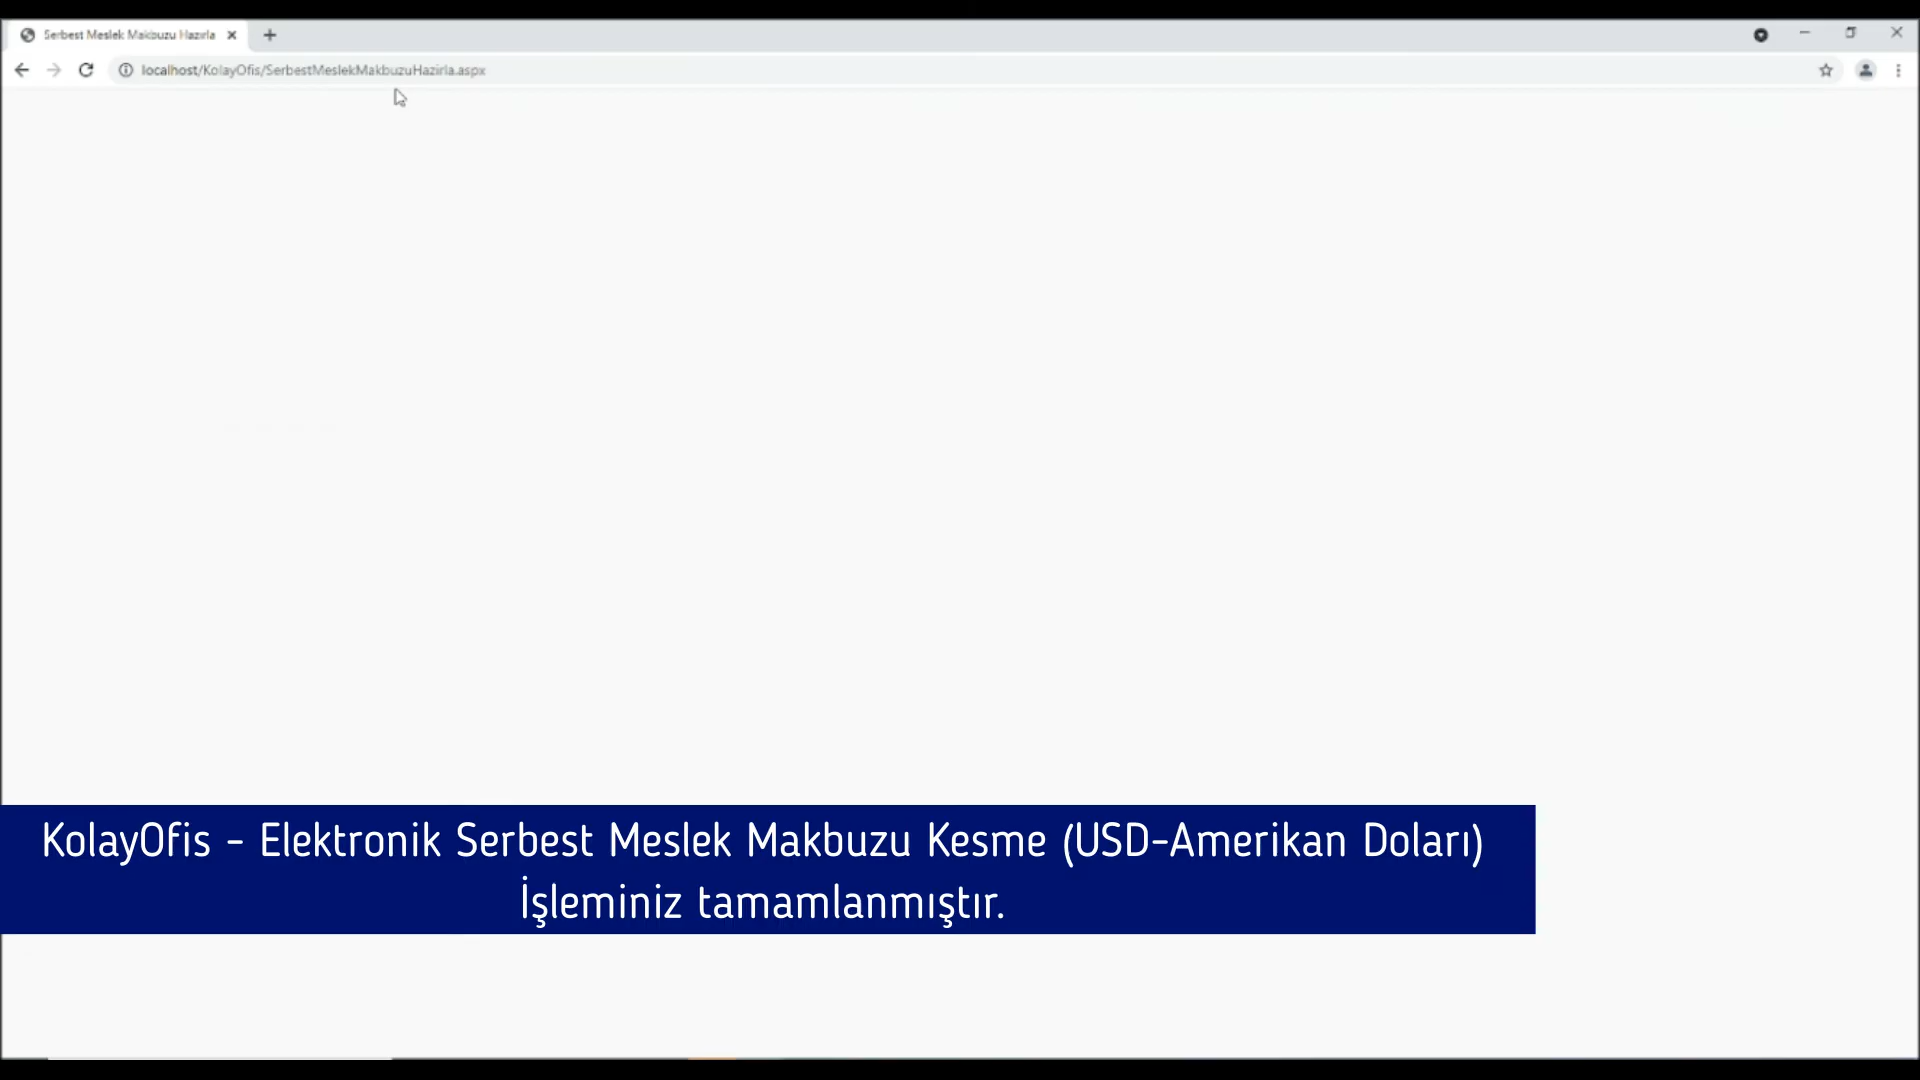 Serbest Meslek Makbuzu Hazırla
localhost/KolayOfis/SerbestMeslekMakbuzuHazirla.aspx
KolayOfis - Elektronik Serbest Meslek Makbuzu Kesme (USD-Amerikan Doları)
İşleminiz tamamlanmıştır.